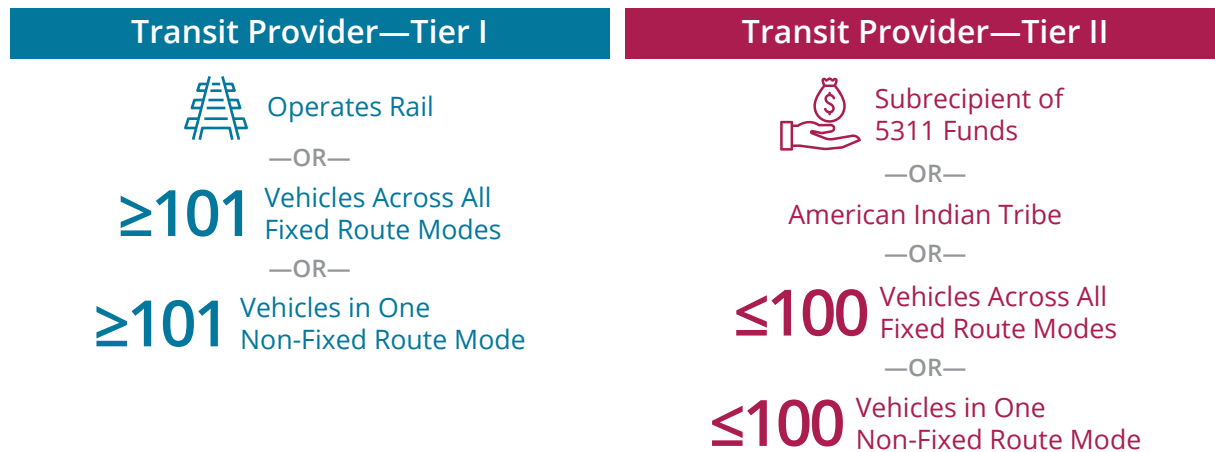 Transit Provider—Tier I
Operates Rail
—OR—
≥101 Vehicles Across All
Fixed Route Modes
—OR—
≥101 Vehicles in One
Non-Fixed Route Mode
Transit Provider—Tier II
$
Subrecipient of
5311 Funds
—OR—
American Indian Tribe
—OR—
≤100 Vehicles Across All
Fixed Route Modes
—OR—
≤100 Vehicles in One
Non-Fixed Route Mode